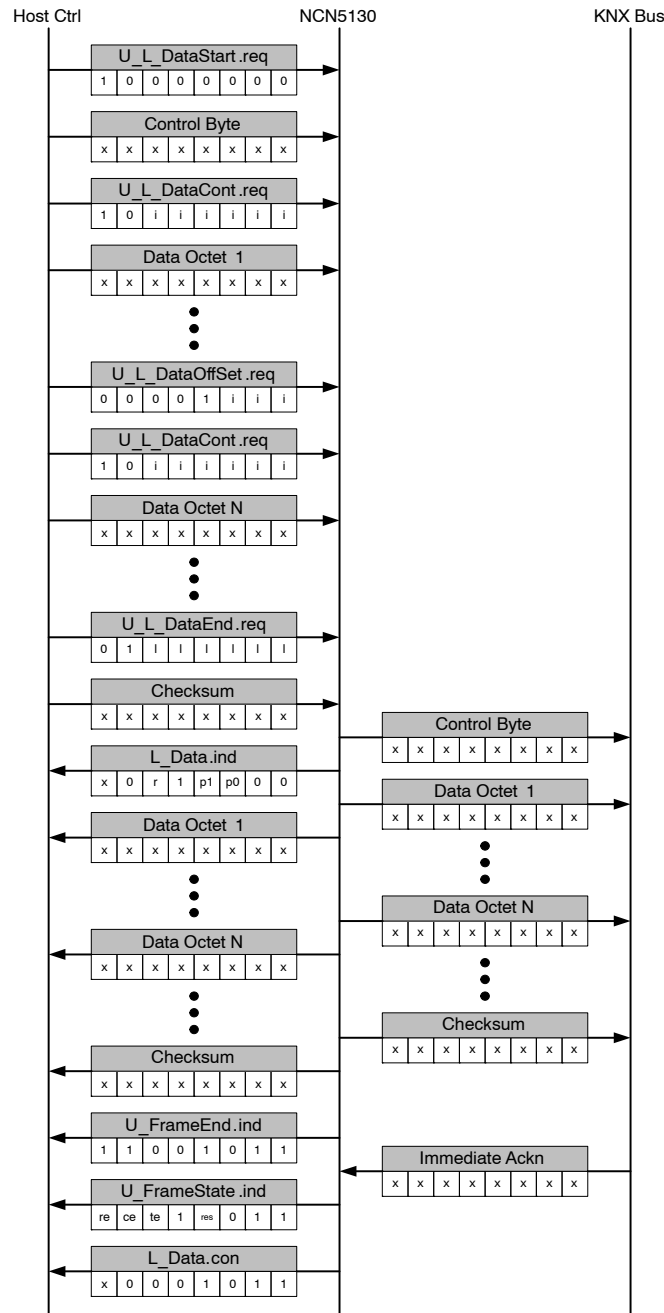 Host Ctrl NCN5130 KNX Bus
U_L_DataStart.req
1 0 0 0 0 0 0 0
Control Byte
x x x x x x x x
U_L_DataCont.req
1 0 i i i i i i
Data Octet 1
x x x x x x x x
U_L_DataOffSet.req
0 0 0 0 1 i i i
U_L_DataCont.req
1 0 i i i i i i
Data Octet N
x x x x x x x x
U_L_DataEnd.req
0 1 l l l l l l
Checksum
x x x x x x x x
Control Byte
x x x x x x x x
L_Data.ind
x 0 r 1 p1 p0 0 0
Data Octet 1
x x x x x x x x
Data Octet 1
x x x x x x x x
Data Octet N
x x x x x x x x
Data Octet N
x x x x x x x x
Checksum
x x x x x x x x
Checksum
x x x x x x x x
U_FrameEnd.ind
1 1 0 0 1 0 1 1
Immediate Ackn
x x x x x x x x
U_FrameState.ind
re ce te 1 res 0 1 1
L_Data.con
x 0 0 0 1 0 1 1